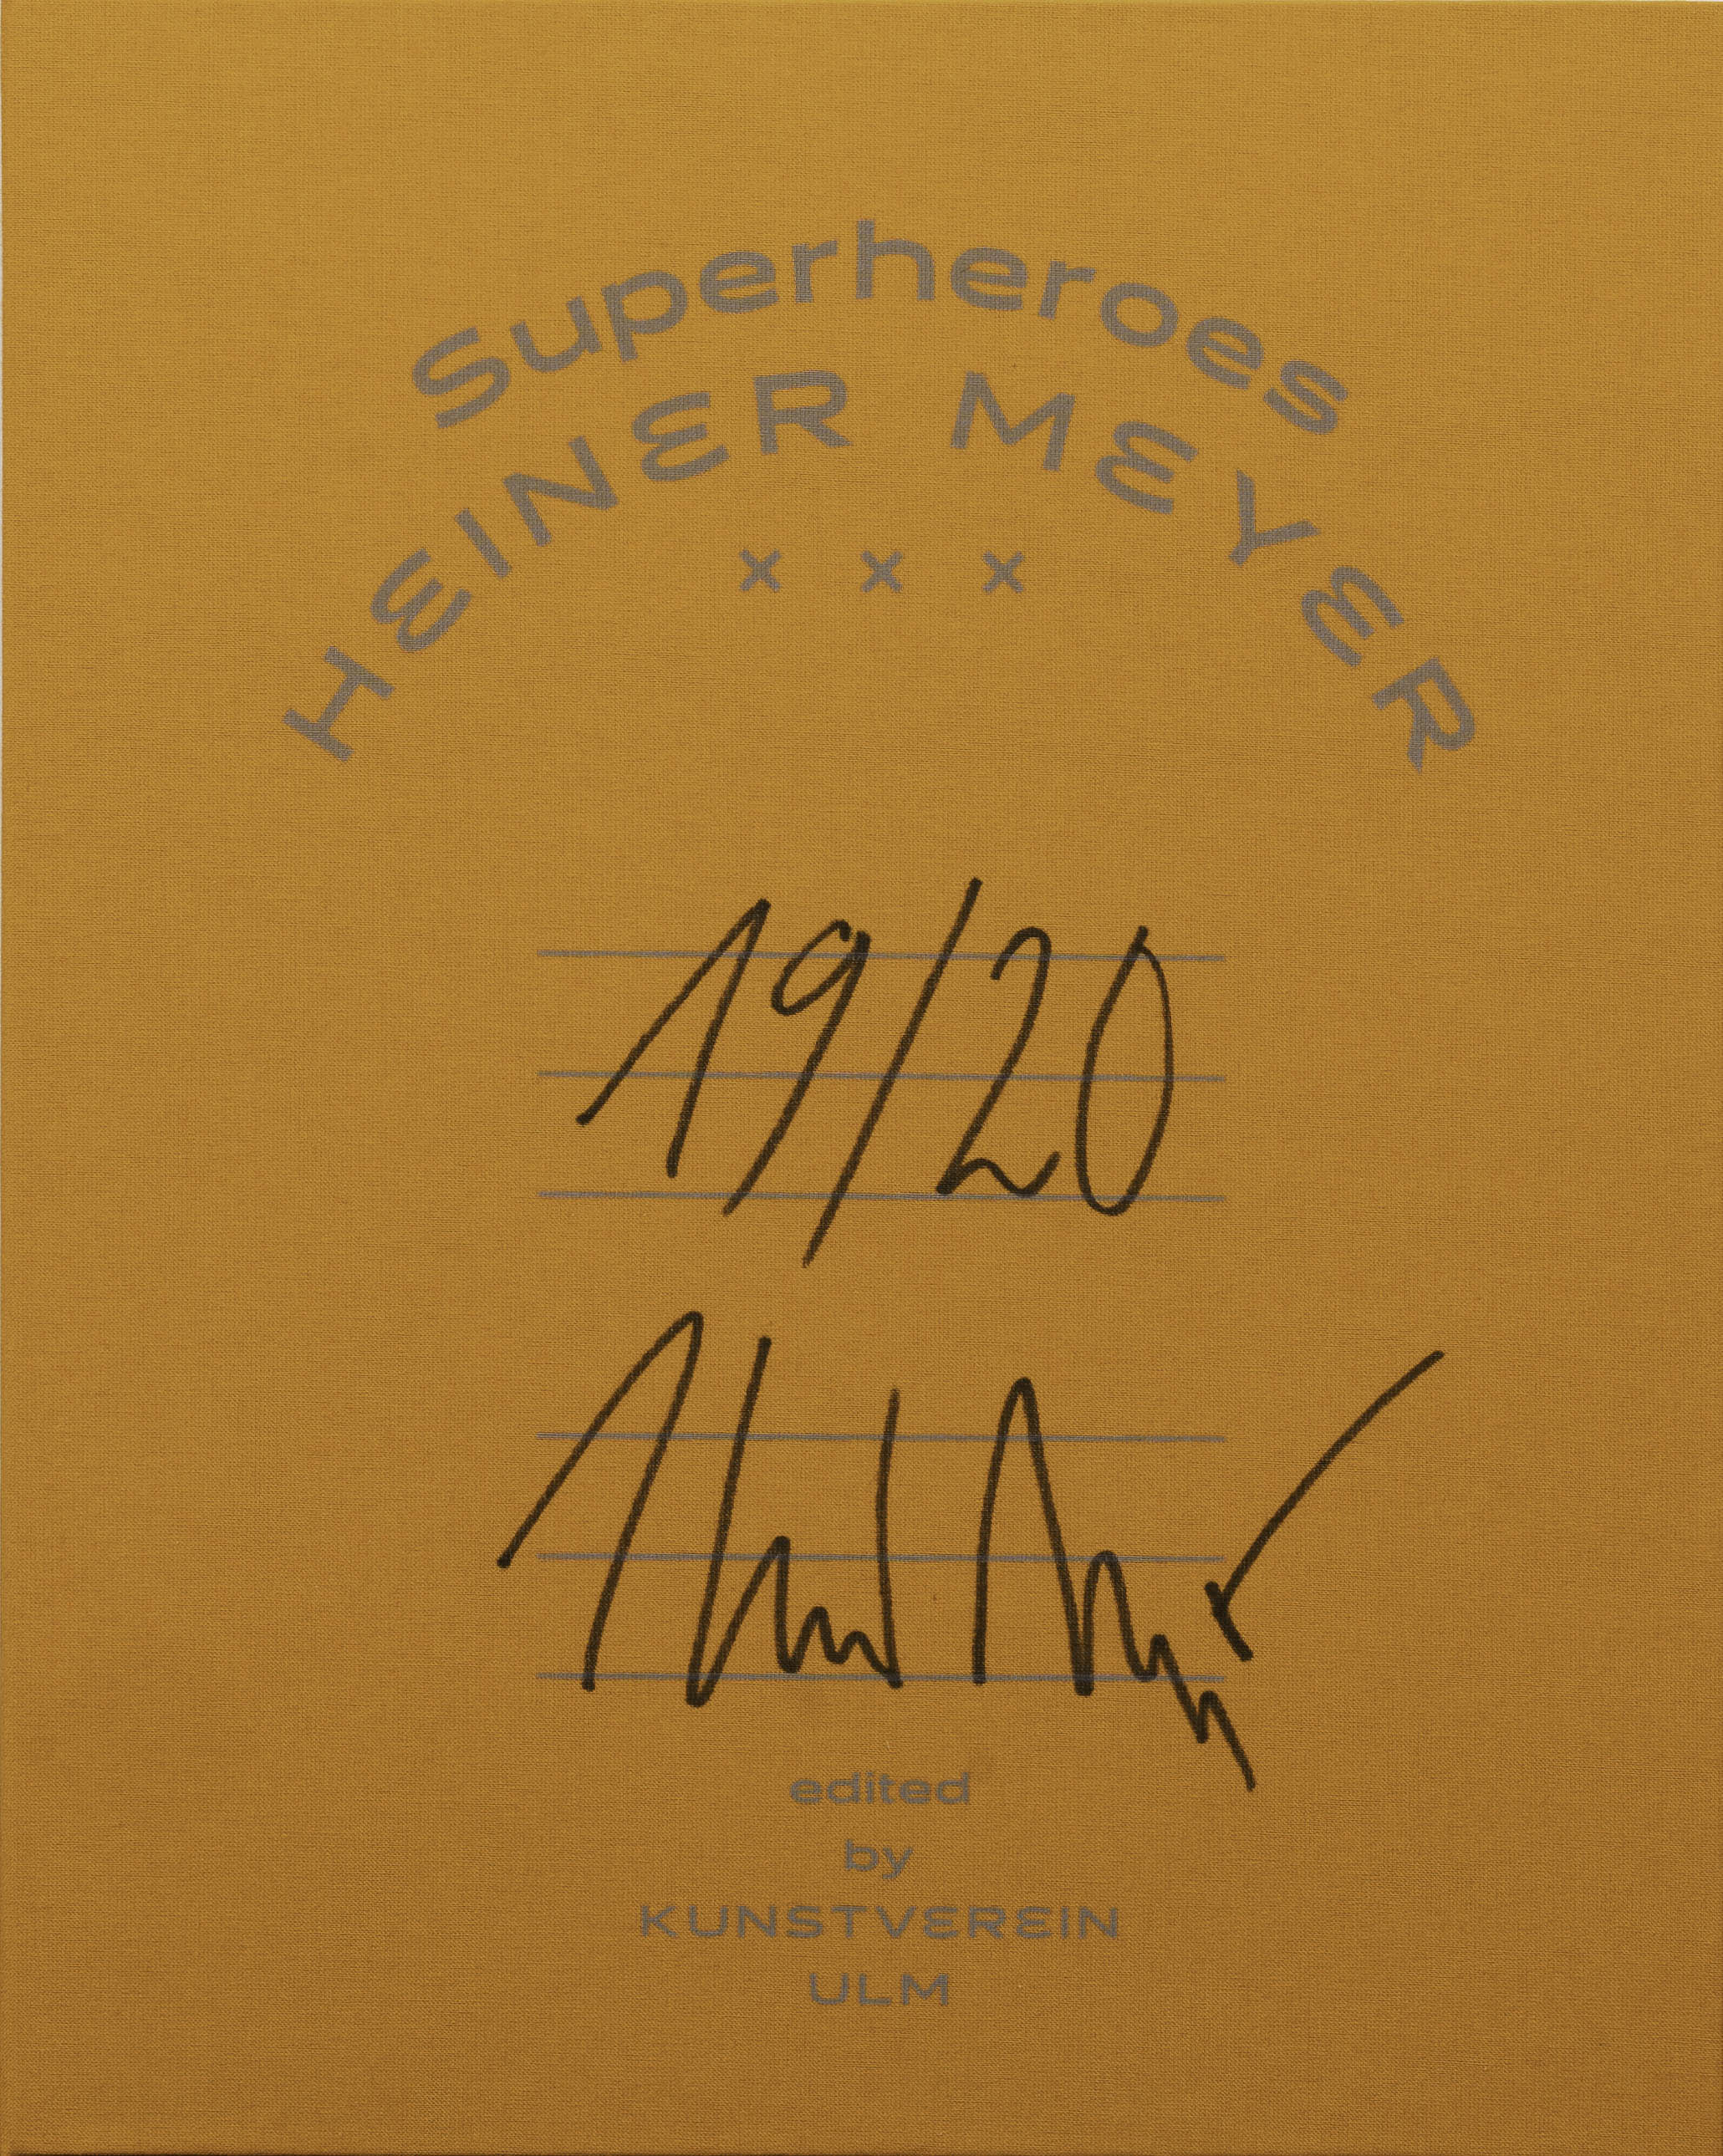 Superheroes
HEINER MEYER
× × ×
19/20
edited
by
KUNSTVEREIN
ULM